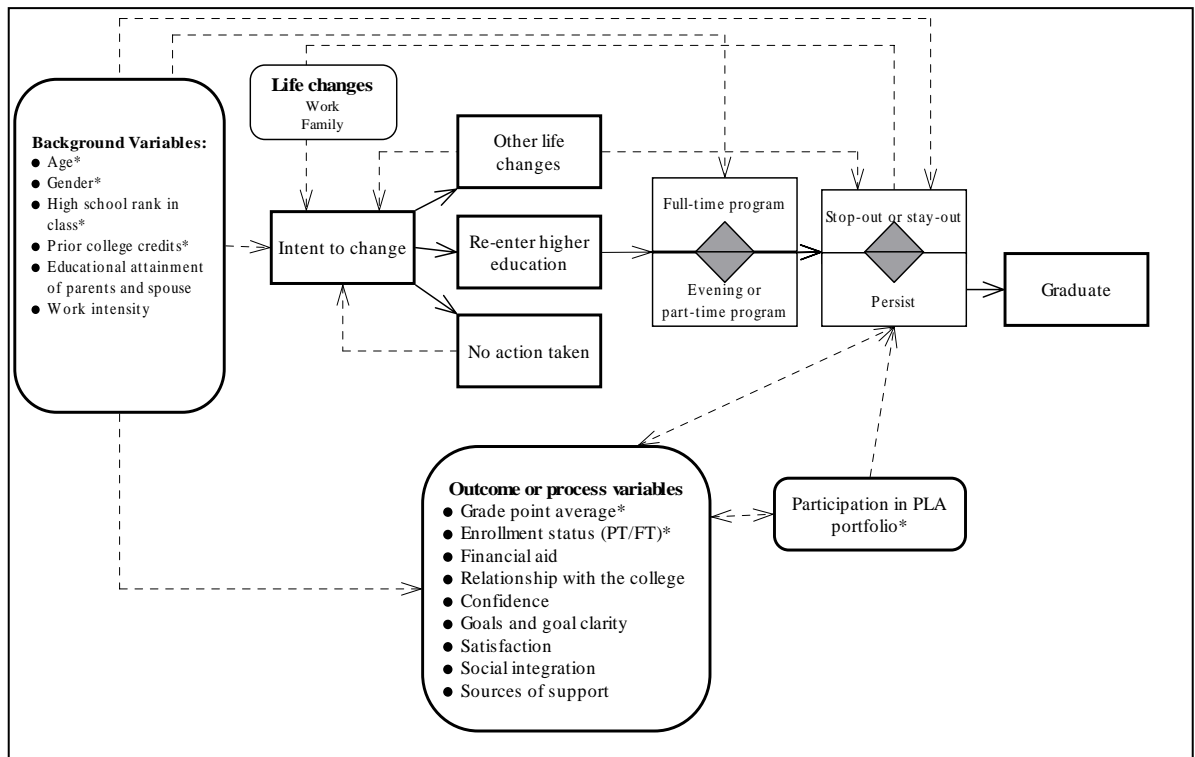 Life changes
Work
Family
Background Variables:
● Age*
● Gender*
● High school rank in
class*
● Prior college credits*
● Educational attainment
of parents and spouse
● Work intensity
Intent to change
Other life
changes
Re-enter higher
education
No action taken
Full-time program
Evening or
part-time program
Stop-out or stay-out
Persist
Graduate
Outcome or process variables
● Grade point average*
● Enrollment status (PT/FT)*
● Financial aid
● Relationship with the college
● Confidence
● Goals and goal clarity
● Satisfaction
● Social integration
● Sources of support
Participation in PLA
portfolio*